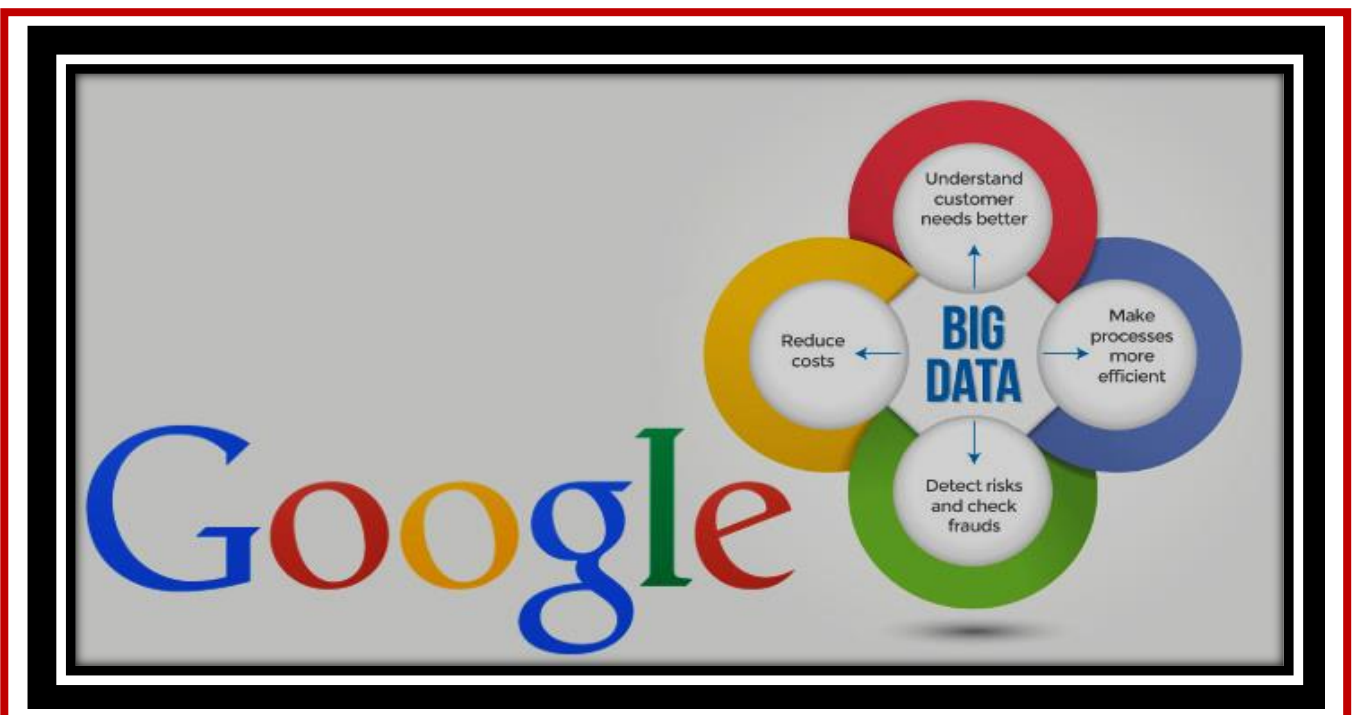 Understand
customer
needs better
Reduce
costs
BIG
DATA
Make
processes
more
efficient
Detect risks
and check
frauds
Google